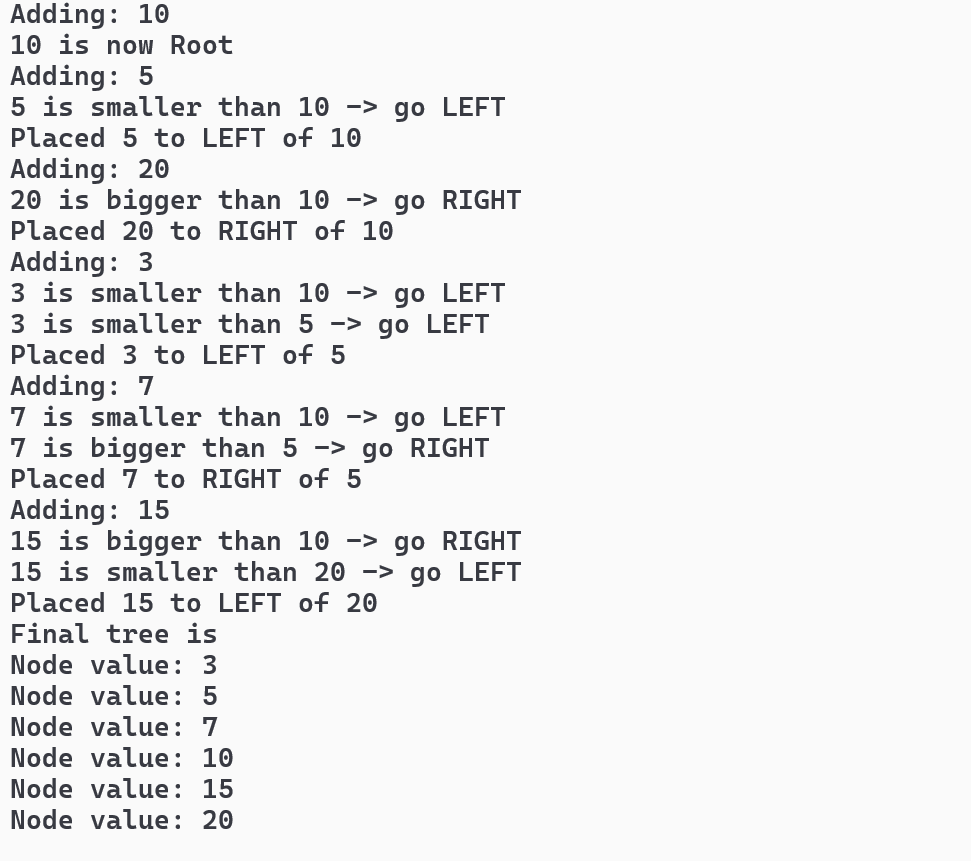 Adding: 10
10 is now Root
Adding: 5
5 is smaller than 10 −> go LEFT
Placed 5 to LEFT of 10
Adding: 20
20 is bigger than 10 −> go RIGHT
Placed 20 to RIGHT of 10
Adding: 3
3 is smaller than 10 −> go LEFT
3 is smaller than 5 −> go LEFT
Placed 3 to LEFT of 5
Adding: 7
7 is smaller than 10 −> go LEFT
7 is bigger than 5 −> go RIGHT
Placed 7 to RIGHT of 5
Adding: 15
15 is bigger than 10 −> go RIGHT
15 is smaller than 20 −> go LEFT
Placed 15 to LEFT of 20
Final tree is
Node value: 3
Node value: 5
Node value: 7
Node value: 10
Node value: 15
Node value: 20